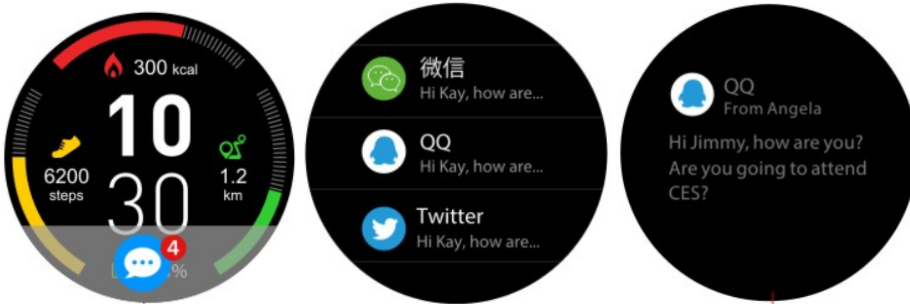 300 kcal
10
6200
steps
1.2
km
30
4
%
微信
Hi Kay, how are...
QQ
Hi Kay, how are...
Twitter
Hi Kay, how are...
QQ
From Angela
Hi Jimmy, how are you?
Are you going to attend
CES?